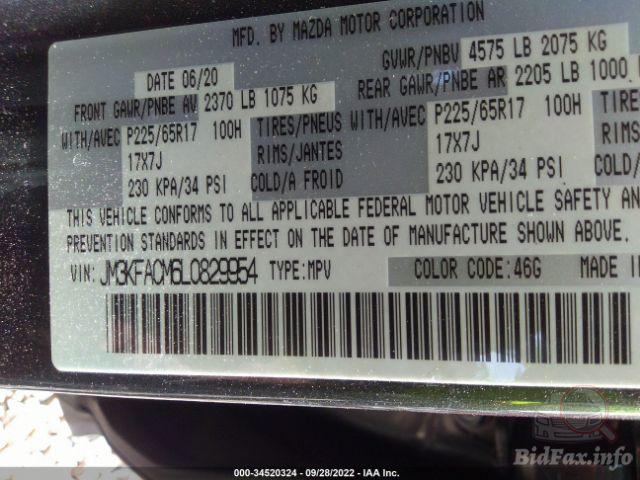 MFD. BY MAZDA MOTOR CORPORATION
DATE 06/20
GVWR/PNBV 4575 LB 2075 KG
FRONT GAWR/PNBE AV 2370 LB 1075 KG
REAR GAWR/PNBE AR 2205 LB 1000
WITH/AVEC P225/65R17 100H TIRES/PNEUS
WITH/AVEC P225/65R17 100H TIRES/
17X7J RIMS/JANTES
17X7J RIMS/
230 KPA/34 PSI COLD/A FROID
230 KPA/34 PSI COLD/
THIS VEHICLE CONFORMS TO ALL APPLICABLE FEDERAL MOTOR VEHICLE SAFETY AN
PREVENTION STANDARDS IN EFFECT ON THE DATE OF MANUFACTURE SHOWN ABOVE.
VIN: JM3KFACM6L0829954 TYPE:MPV COLOR CODE:46G MADE I
000-34520324 - 09/28/2022 - IAA Inc.
BidFax.info